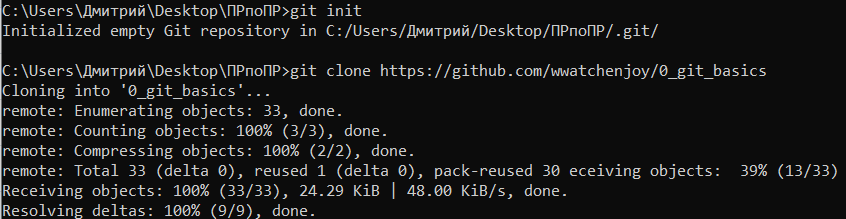 C:\Users\Дмитрий\Desktop\ПРпоПР>git init
Initialized empty Git repository in C:/Users/Дмитрий/Desktop/ПРпоПР/.git/
C:\Users\Дмитрий\Desktop\ПРпоПР>git clone https://github.com/wwatchenjoy/0_git_basics
Cloning into '0_git_basics'...
remote: Enumerating objects: 33, done.
remote: Counting objects: 100% (3/3), done.
remote: Compressing objects: 100% (2/2), done.
remote: Total 33 (delta 0), reused 1 (delta 0), pack-reused 30 eceiving objects:  39% (13/33)
Receiving objects: 100% (33/33), 24.29 KiB | 48.00 KiB/s, done.
Resolving deltas: 100% (9/9), done.